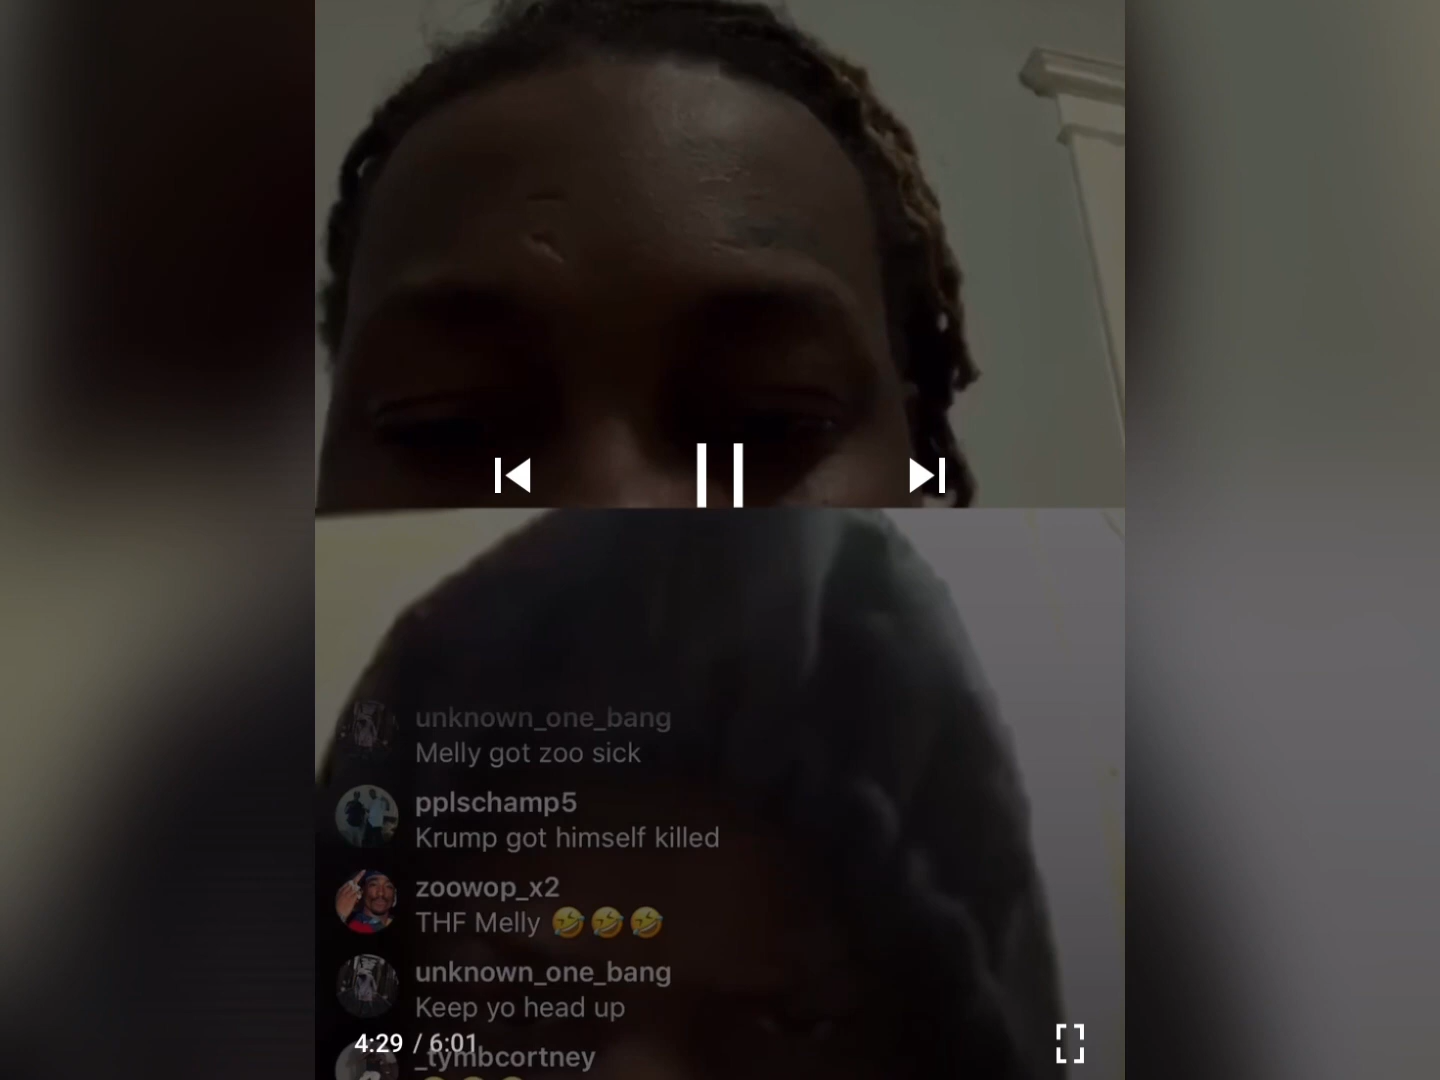 unknown_one_bang
Melly got zoo sick
pplschamp5
Krump got himself killed
zoowop_x2
THF Melly 🤣🤣🤣
unknown_one_bang
Keep yo head up
4:29 / 6:01
_tymbcortney